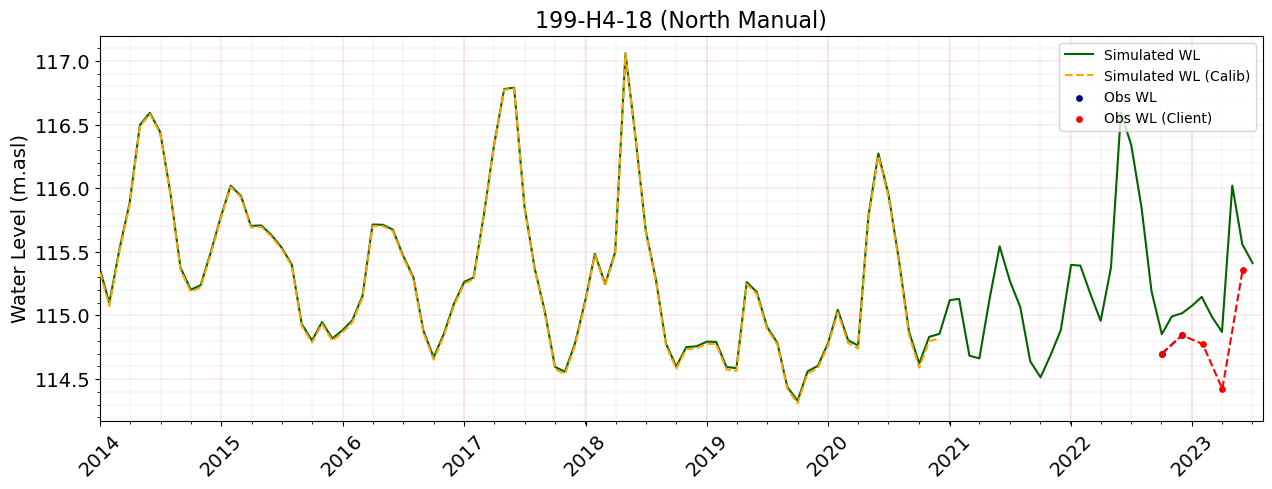 199-H4-18 (North Manual)
Water Level (m.asl)
117.0
116.5
116.0
115.5
115.0
114.5
Simulated WL
Simulated WL (Calib)
Obs WL
Obs WL (Client)
2014
2015
2016
2017
2018
2019
2020
2021
2022
2023